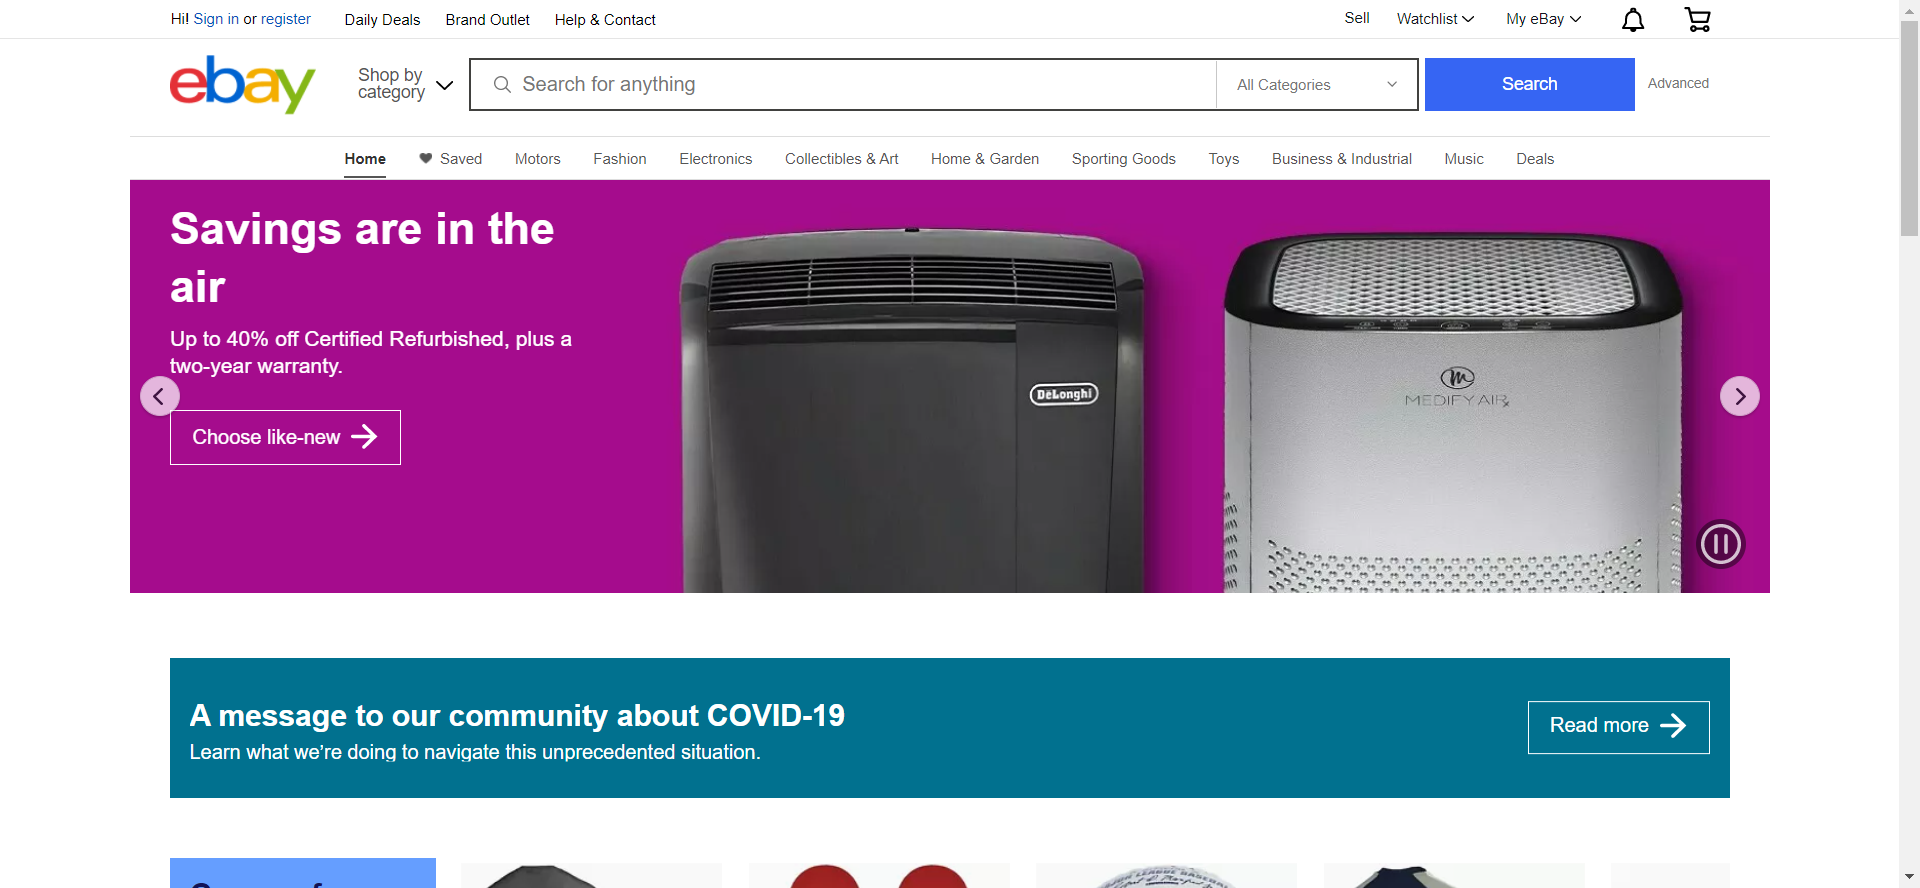 Hi! Sign in or register
Daily Deals
Brand Outlet
Help & Contact
Sell
Watchlist
My eBay
ebay
Shop by
category
Search for anything
All Categories
Search
Advanced
Home
Saved
Motors
Fashion
Electronics
Collectibles & Art
Home & Garden
Sporting Goods
Toys
Business & Industrial
Music
Deals
Savings are in the
air
Up to 40% off Certified Refurbished, plus a
two-year warranty.
Choose like-new
DeLonghi
MEDIFY AIR
A message to our community about COVID-19
Learn what we're doing to navigate this unprecedented situation.
Read more